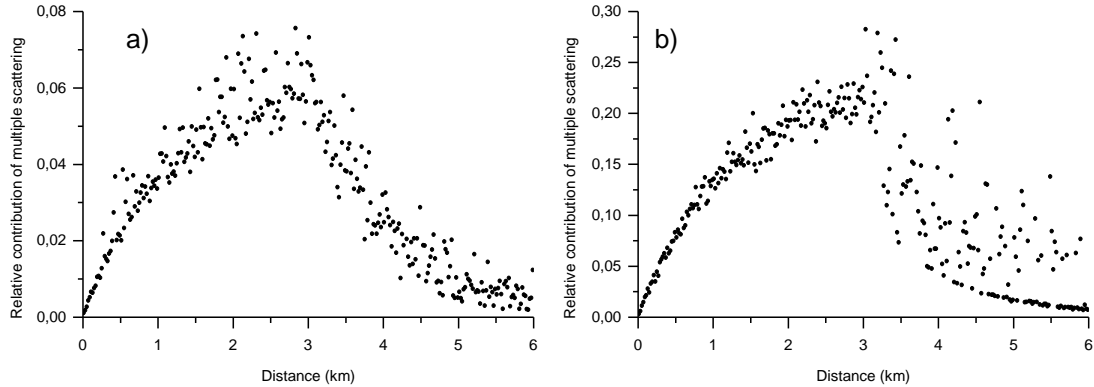 a)
Relative contribution of multiple scattering
0,08
0,06
0,04
0,02
0,00
0 1 2 3 4 5 6
Distance (km)
b)
Relative contribution of multiple scattering
0,30
0,25
0,20
0,15
0,10
0,05
0,00
0 1 2 3 4 5 6
Distance (km)